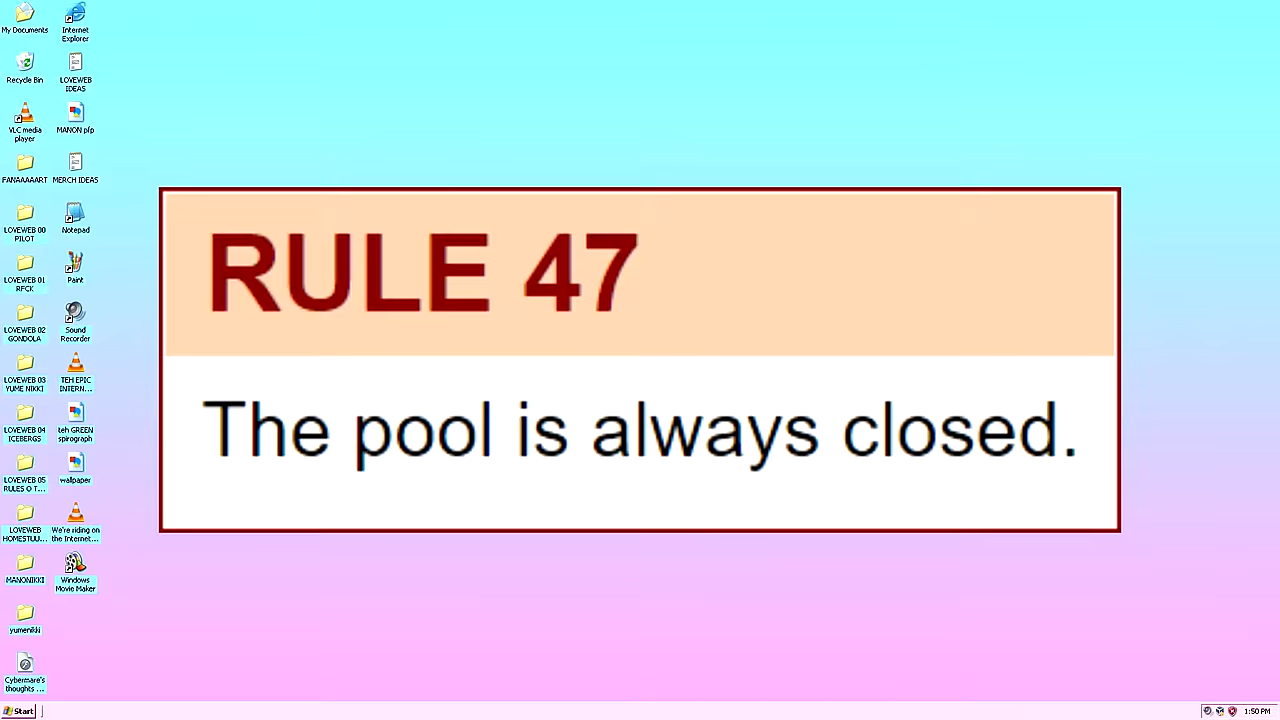 My Documents
Internet
Explorer
Recycle Bin
LOVEWEB
IDEAS
VLC media
player
MANON pfp
FANAAAAART
MERCH IDEAS
LOVEWEB 00
PILOT
Notepad
LOVEWEB 01
RFCK
Paint
LOVEWEB 02
GONDOLA
Sound
Recorder
LOVEWEB 03
YUME NIKKI
TEH EPIC
INTERN...
LOVEWEB 04
ICEBERGS
teh GREEN
spirograph
LOVEWEB 05
RULES O T...
wallpaper
LOVEWEB
HOMESTUU...
We're riding on
the Internet...
MANONIKKI
Windows
Movie Maker
yumenikki
Cybermare's
thoughts ...
RULE 47
The pool is always closed.
Start
1:50 PM